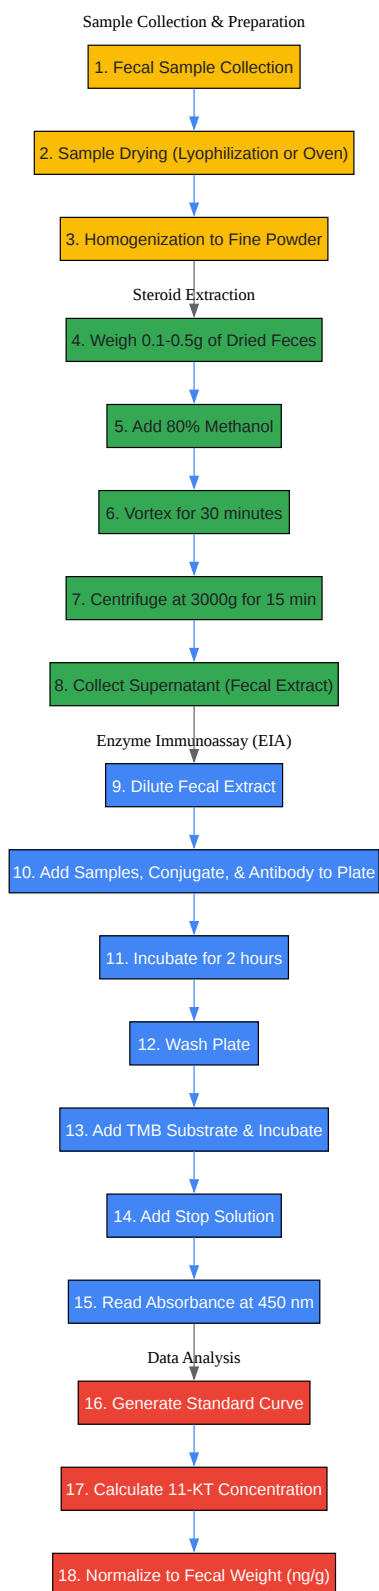 Sample Collection & Preparation
1. Fecal Sample Collection
2. Sample Drying (Lyophilization or Oven)
3. Homogenization to Fine Powder
Steroid Extraction
4. Weigh 0.1-0.5g of Dried Feces
5. Add 80% Methanol
6. Vortex for 30 minutes
7. Centrifuge at 3000g for 15 min
8. Collect Supernatant (Fecal Extract)
Enzyme Immunoassay (EIA)
9. Dilute Fecal Extract
10. Add Samples, Conjugate, & Antibody to Plate
11. Incubate for 2 hours
12. Wash Plate
13. Add TMB Substrate & Incubate
14. Add Stop Solution
15. Read Absorbance at 450 nm
Data Analysis
16. Generate Standard Curve
17. Calculate 11-KT Concentration
18. Normalize to Fecal Weight (ng/g)